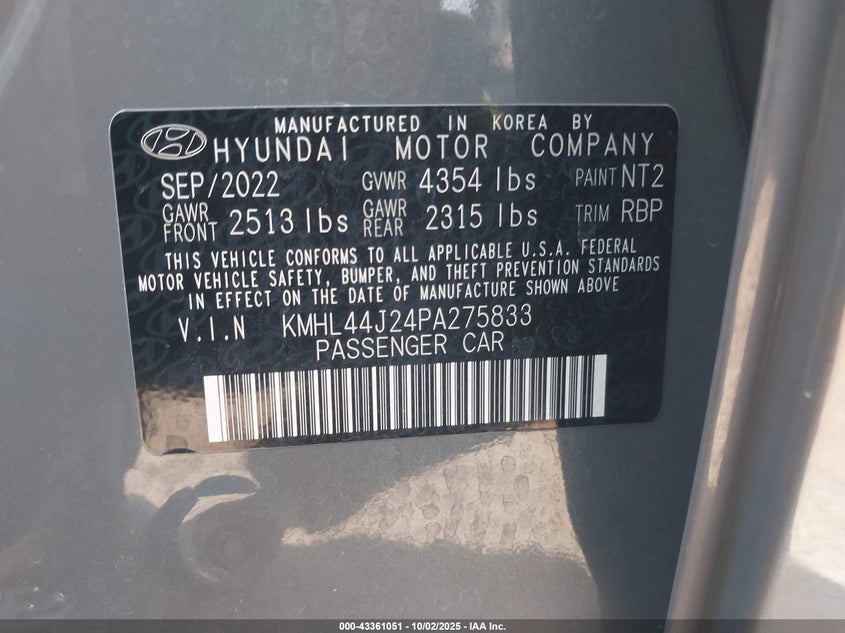 MANUFACTURED IN KOREA BY
HYUNDAI MOTOR COMPANY
SEP/2022 GVWR 4354 lbs PAINT NT2
GAWR FRONT 2513 lbs GAWR REAR 2315 lbs TRIM RBP
THIS VEHICLE CONFORMS TO ALL APPLICABLE U.S.A. FEDERAL
MOTOR VEHICLE SAFETY, BUMPER, AND THEFT PREVENTION STANDARDS
IN EFFECT ON THE DATE OF MANUFACTURE SHOWN ABOVE
V.I.N KMHL44J24PA275833
PASSENGER CAR
000-43361051 - 10/02/2025 - IAA Inc.